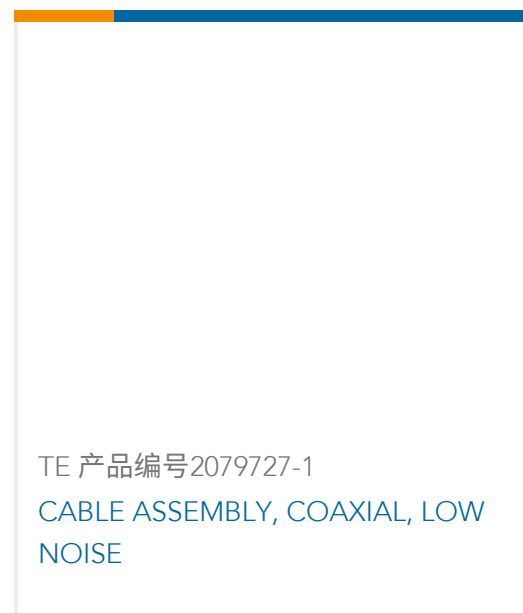 TE 产品编号2079727-1
CABLE ASSEMBLY, COAXIAL, LOW
NOISE